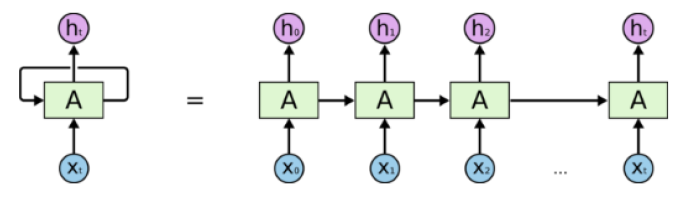 hₜ h₀ h₁ h₂ hₜ
A = A A A A
xₜ x₀ x₁ x₂ ... xₜ